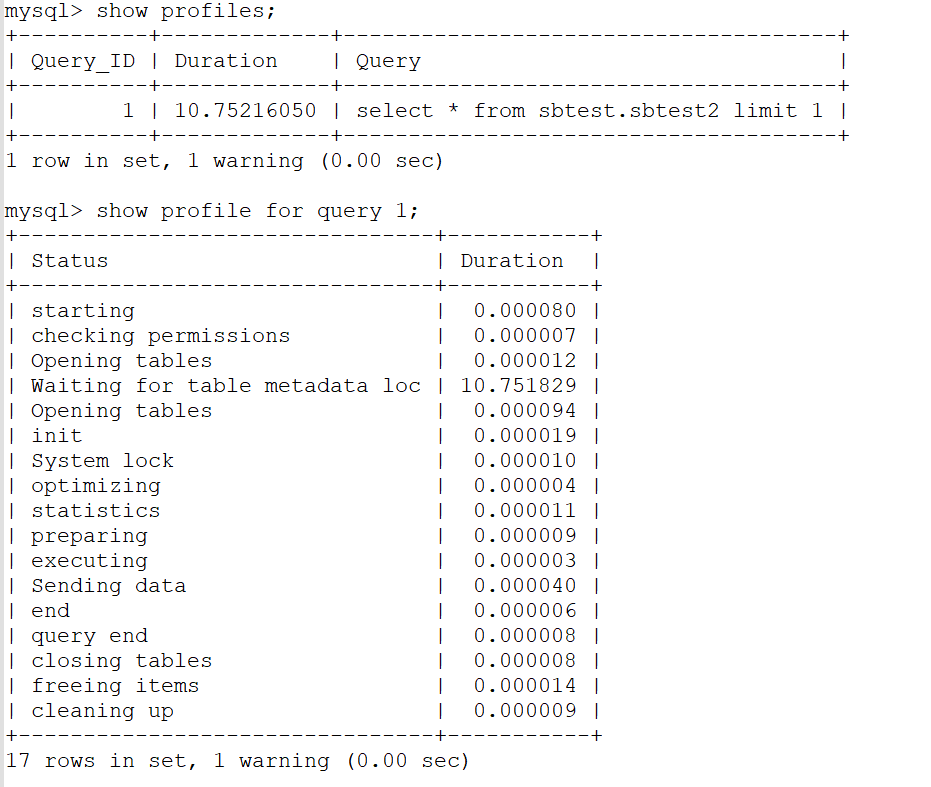 mysql> show profiles;
+----------+-------------+--------------------------------------+
| Query_ID | Duration    | Query                                |
+----------+-------------+--------------------------------------+
|        1 | 10.75216050 | select * from sbtest.sbtest2 limit 1 |
+----------+-------------+--------------------------------------+
1 row in set, 1 warning (0.00 sec)

mysql> show profile for query 1;
+--------------------------------+-----------+
| Status                         | Duration  |
+--------------------------------+-----------+
| starting                       |  0.000080 |
| checking permissions           |  0.000007 |
| Opening tables                 |  0.000012 |
| Waiting for table metadata loc | 10.751829 |
| Opening tables                 |  0.000094 |
| init                           |  0.000019 |
| System lock                    |  0.000010 |
| optimizing                     |  0.000004 |
| statistics                     |  0.000011 |
| preparing                      |  0.000009 |
| executing                      |  0.000003 |
| Sending data                   |  0.000040 |
| end                            |  0.000006 |
| query end                      |  0.000008 |
| closing tables                 |  0.000008 |
| freeing items                  |  0.000014 |
| cleaning up                    |  0.000009 |
+--------------------------------+-----------+
17 rows in set, 1 warning (0.00 sec)